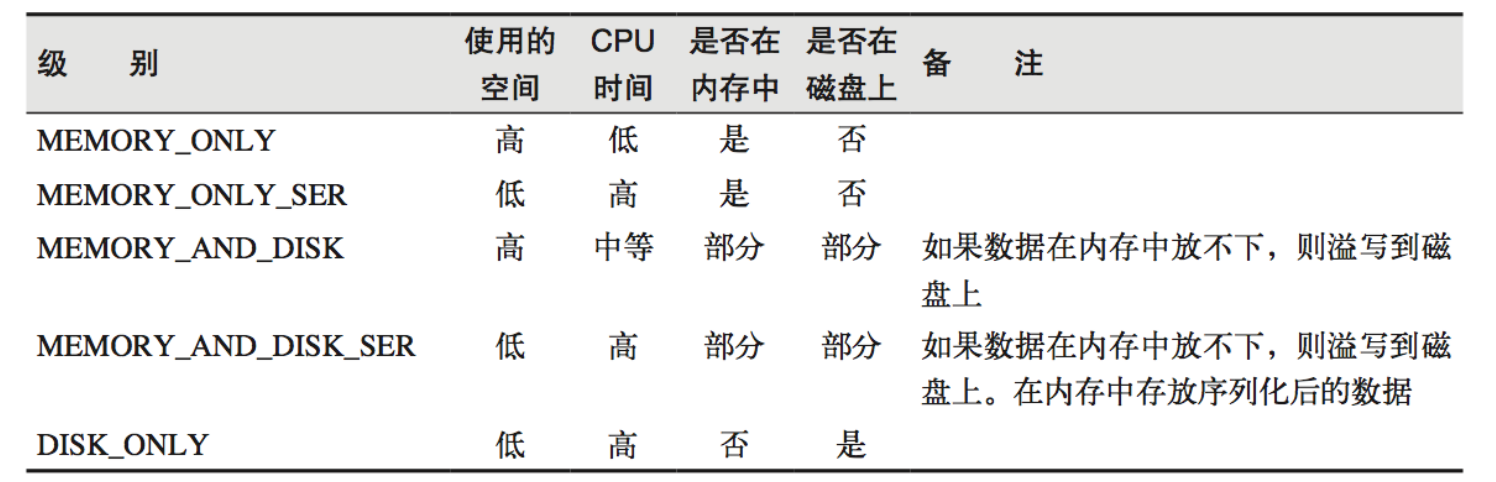 级 别 使用的空间 CPU时间 是否在内存中 是否在磁盘上 备 注
MEMORY_ONLY 高 低 是 否
MEMORY_ONLY_SER 低 高 是 否
MEMORY_AND_DISK 高 中等 部分 部分 如果数据在内存中放不下，则溢写到磁
盘上
MEMORY_AND_DISK_SER 低 高 部分 部分 如果数据在内存中放不下，则溢写到磁
盘上。在内存中存放序列化后的数据
DISK_ONLY 低 高 否 是